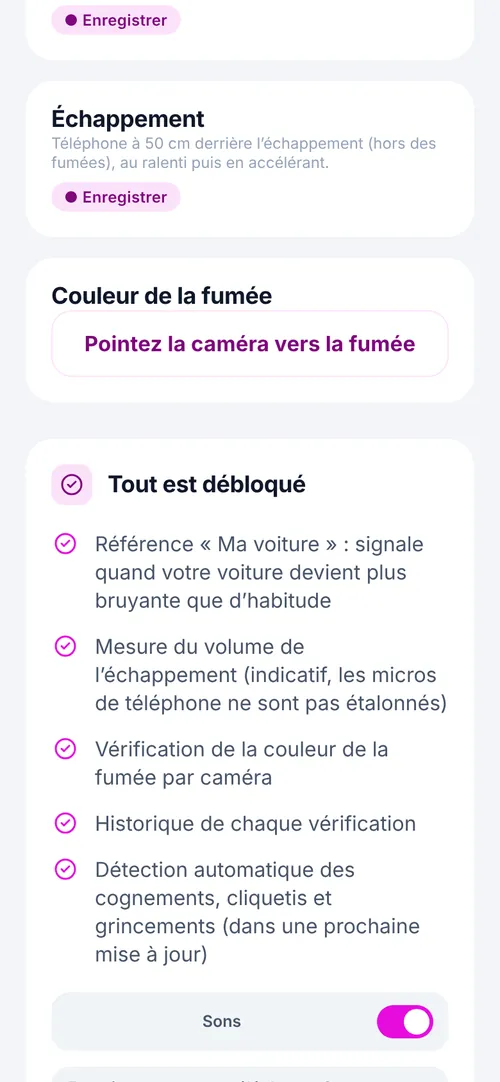 Enregistrer
Échappement
Téléphone à 50 cm derrière l’échappement (hors des
fumées), au ralenti puis en accélérant.
Enregistrer
Couleur de la fumée
Pointez la caméra vers la fumée
Tout est débloqué
Référence « Ma voiture » : signale
quand votre voiture devient plus
bruyante que d’habitude
Mesure du volume de
l’échappement (indicatif, les micros
de téléphone ne sont pas étalonnés)
Vérification de la couleur de la
fumée par caméra
Historique de chaque vérification
Détection automatique des
cognements, cliquetis et
grincements (dans une prochaine
mise à jour)
Sons